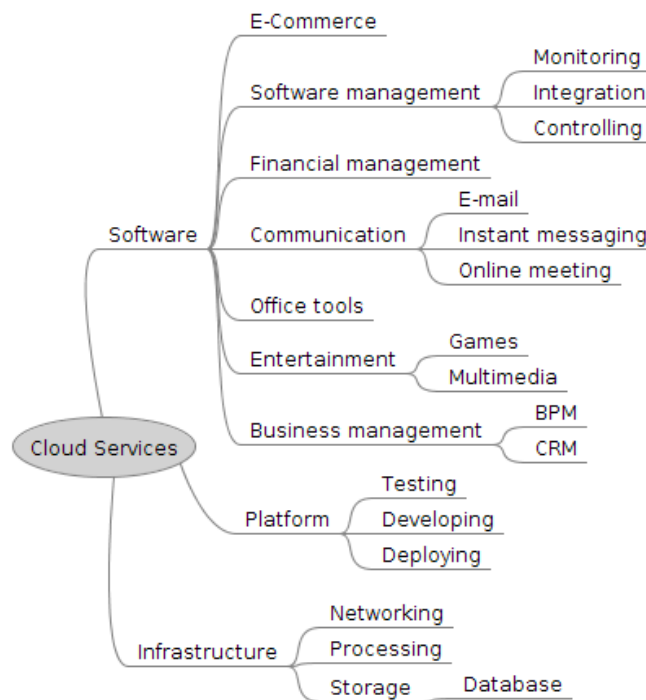 E-Commerce
Software management
Monitoring
Integration
Controlling
Financial management
Software
Communication
E-mail
Instant messaging
Online meeting
Office tools
Entertainment
Games
Multimedia
Business management
BPM
CRM
Cloud Services
Platform
Testing
Developing
Deploying
Infrastructure
Networking
Processing
Storage
Database